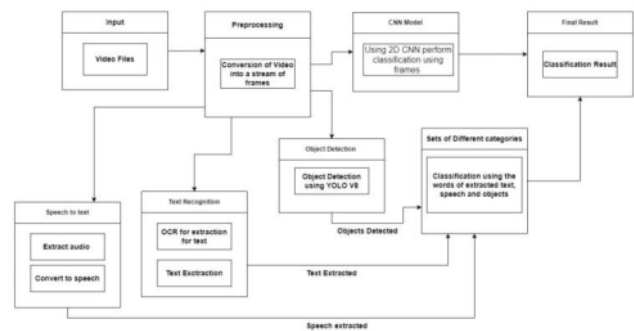 Input
Video Files
Preprocessing
Conversion of Video
into a stream of
frames
CNN Model
Using 2D CNN perform
classification using
frames
Final Result
Classification Result
Object Detection
Object Detection
using YOLO V8
Objects Detected
Sets of Different categories
Classification using the
words of extracted text,
speech and objects
Speech to text
Extract audio
Convert to speech
Text Recognition
OCR for extraction
for text
Text Exctraction
Text Extracted
Speech extracted